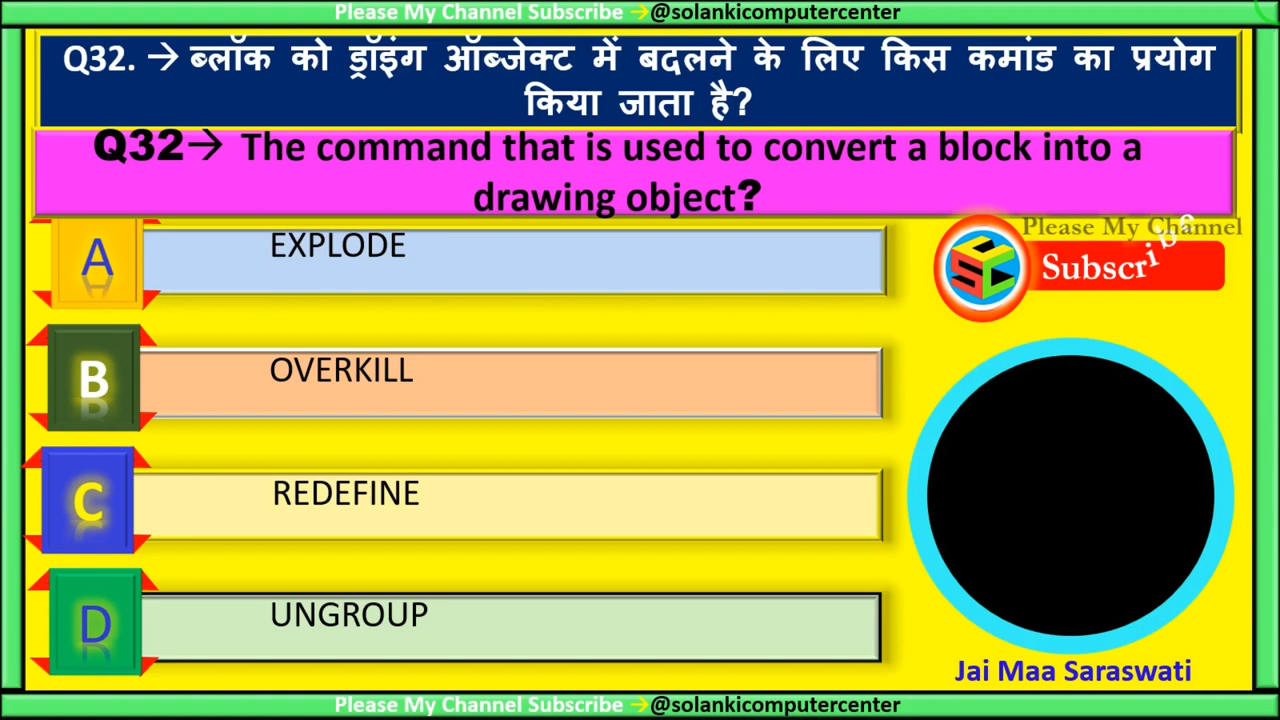 Please My Channel Subscribe →@solankicomputercenter
Q32. → ब्लॉक को ड्रॉइंग ऑब्जेक्ट में बदलने के लिए किस कमांड का प्रयोग
किया जाता है?
Q32→ The command that is used to convert a block into a
drawing object?
A EXPLODE
Please My Channel
SC
Subscribe
B OVERKILL
C REDEFINE
D UNGROUP
Jai Maa Saraswati
Please My Channel Subscribe →@solankicomputercenter